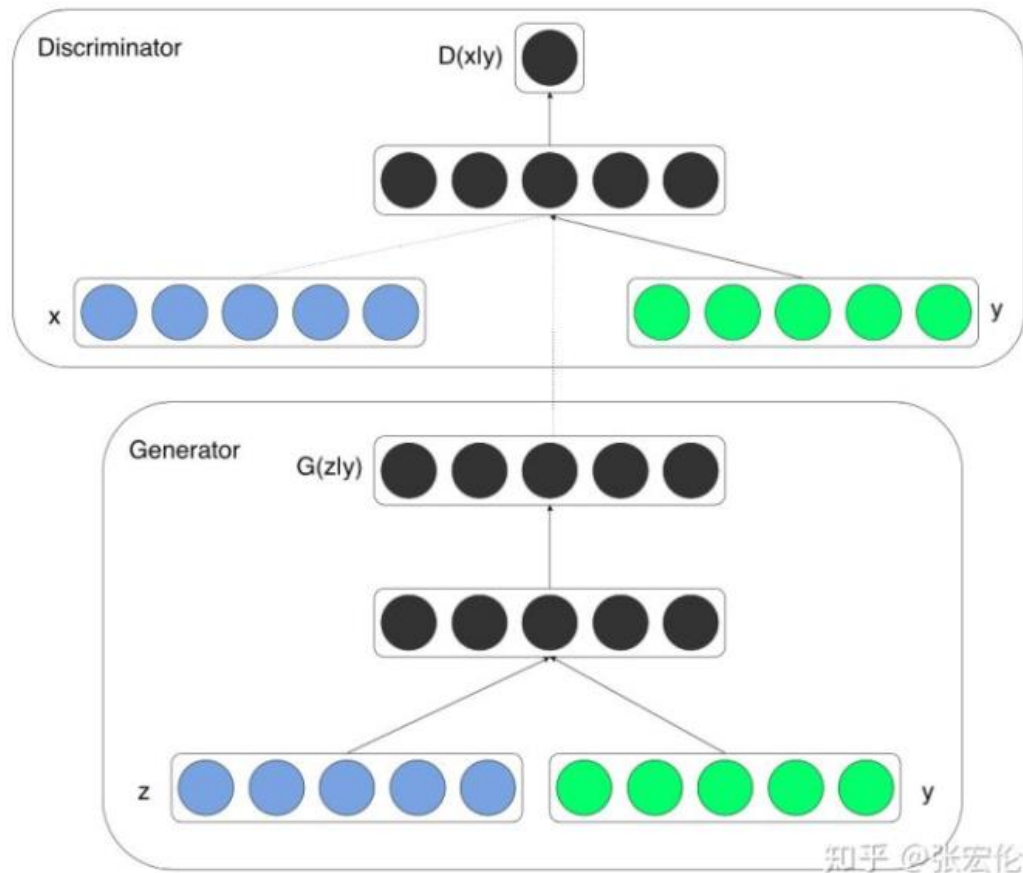 Discriminator
D(x|y)
x
y
Generator
G(z|y)
z
y
知乎 @张宏伦